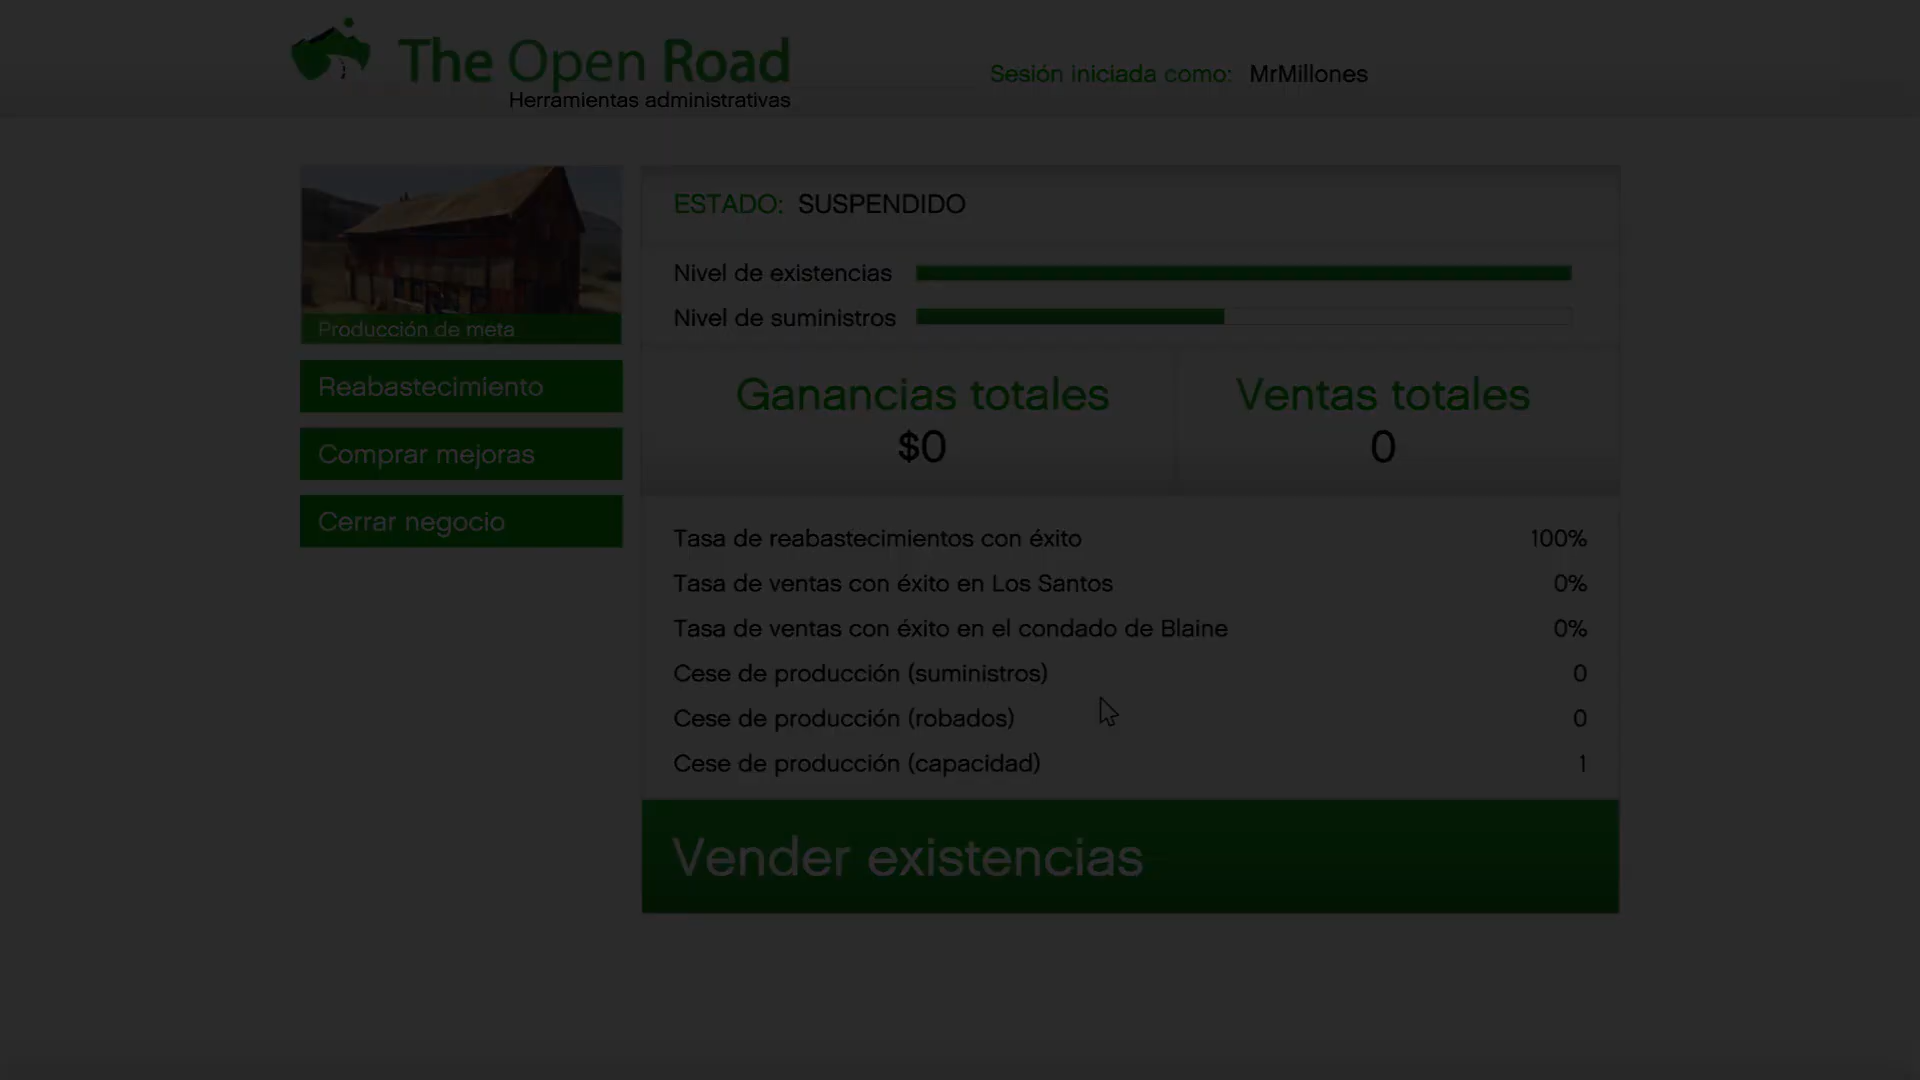 The Open Road
Herramientas administrativas
Sesión iniciada como: MrMillones
Producción de meta
Reabastecimiento
Comprar mejoras
Cerrar negocio
ESTADO: SUSPENDIDO
Nivel de existencias
Nivel de suministros
Ganancias totales
$0
Ventas totales
0
Tasa de reabastecimientos con éxito 100%
Tasa de ventas con éxito en Los Santos 0%
Tasa de ventas con éxito en el condado de Blaine 0%
Cese de producción (suministros) 0
Cese de producción (robados) 0
Cese de producción (capacidad) 1
Vender existencias